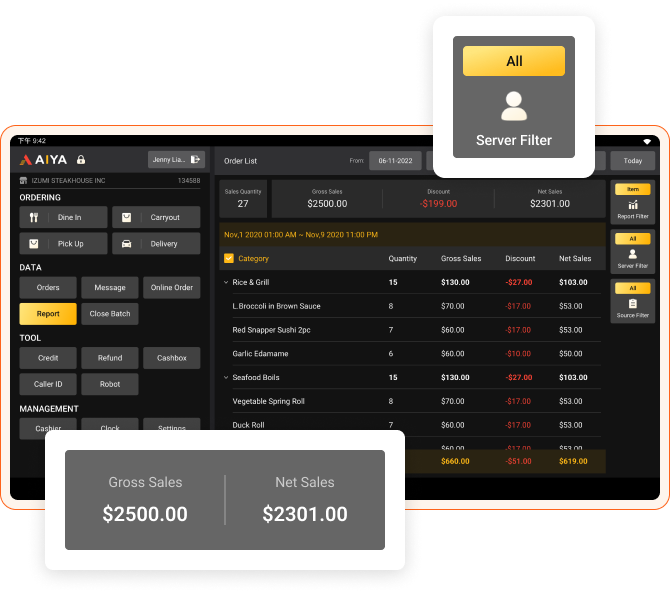 All
Server Filter
下午 9:42
AIYA
Jenny Lia...
IZUMI STEAKHOUSE INC 134588
ORDERING
Dine In Carryout
Pick Up Delivery
DATA
Orders Message Online Order
Report Close Batch
TOOL
Credit Refund Cashbox
Caller ID Robot
MANAGEMENT
Cashier Clock Settings
Order List From: 06-11-2022 Today
Sales Quantity Gross Sales Discount Net Sales
27 $2500.00 -$199.00 $2301.00
Nov,1 2020 01:00 AM ~ Nov,9 2020 11:00 PM
Category Quantity Gross Sales Discount Net Sales
Rice & Grill 15 $130.00 -$27.00 $103.00
L.Broccoli in Brown Sauce 8 $70.00 -$17.00 $53.00
Red Snapper Sushi 2pc 7 $60.00 -$17.00 $53.00
Garlic Edamame 6 $60.00 -$10.00 $50.00
Seafood Boils 15 $130.00 -$27.00 $103.00
Vegetable Spring Roll 8 $70.00 -$17.00 $53.00
Duck Roll 7 $60.00 -$17.00 $53.00
$60.00 -$17.00 $53.00
$660.00 -$51.00 $619.00
Item
Report Filter
All
Server Filter
All
Source Filter
Gross Sales Net Sales
$2500.00 $2301.00